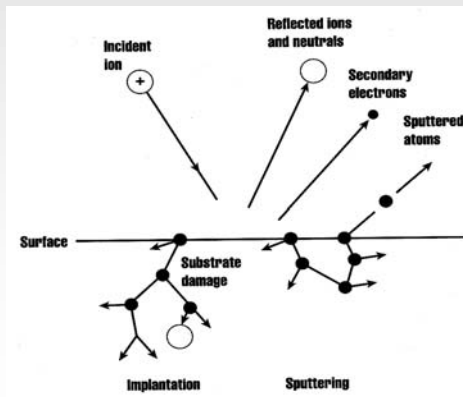 Incident
ion
+
Reflected ions
and neutrals
Secondary
electrons
Sputtered
atoms
Surface
Substrate
damage
Implantation
Sputtering